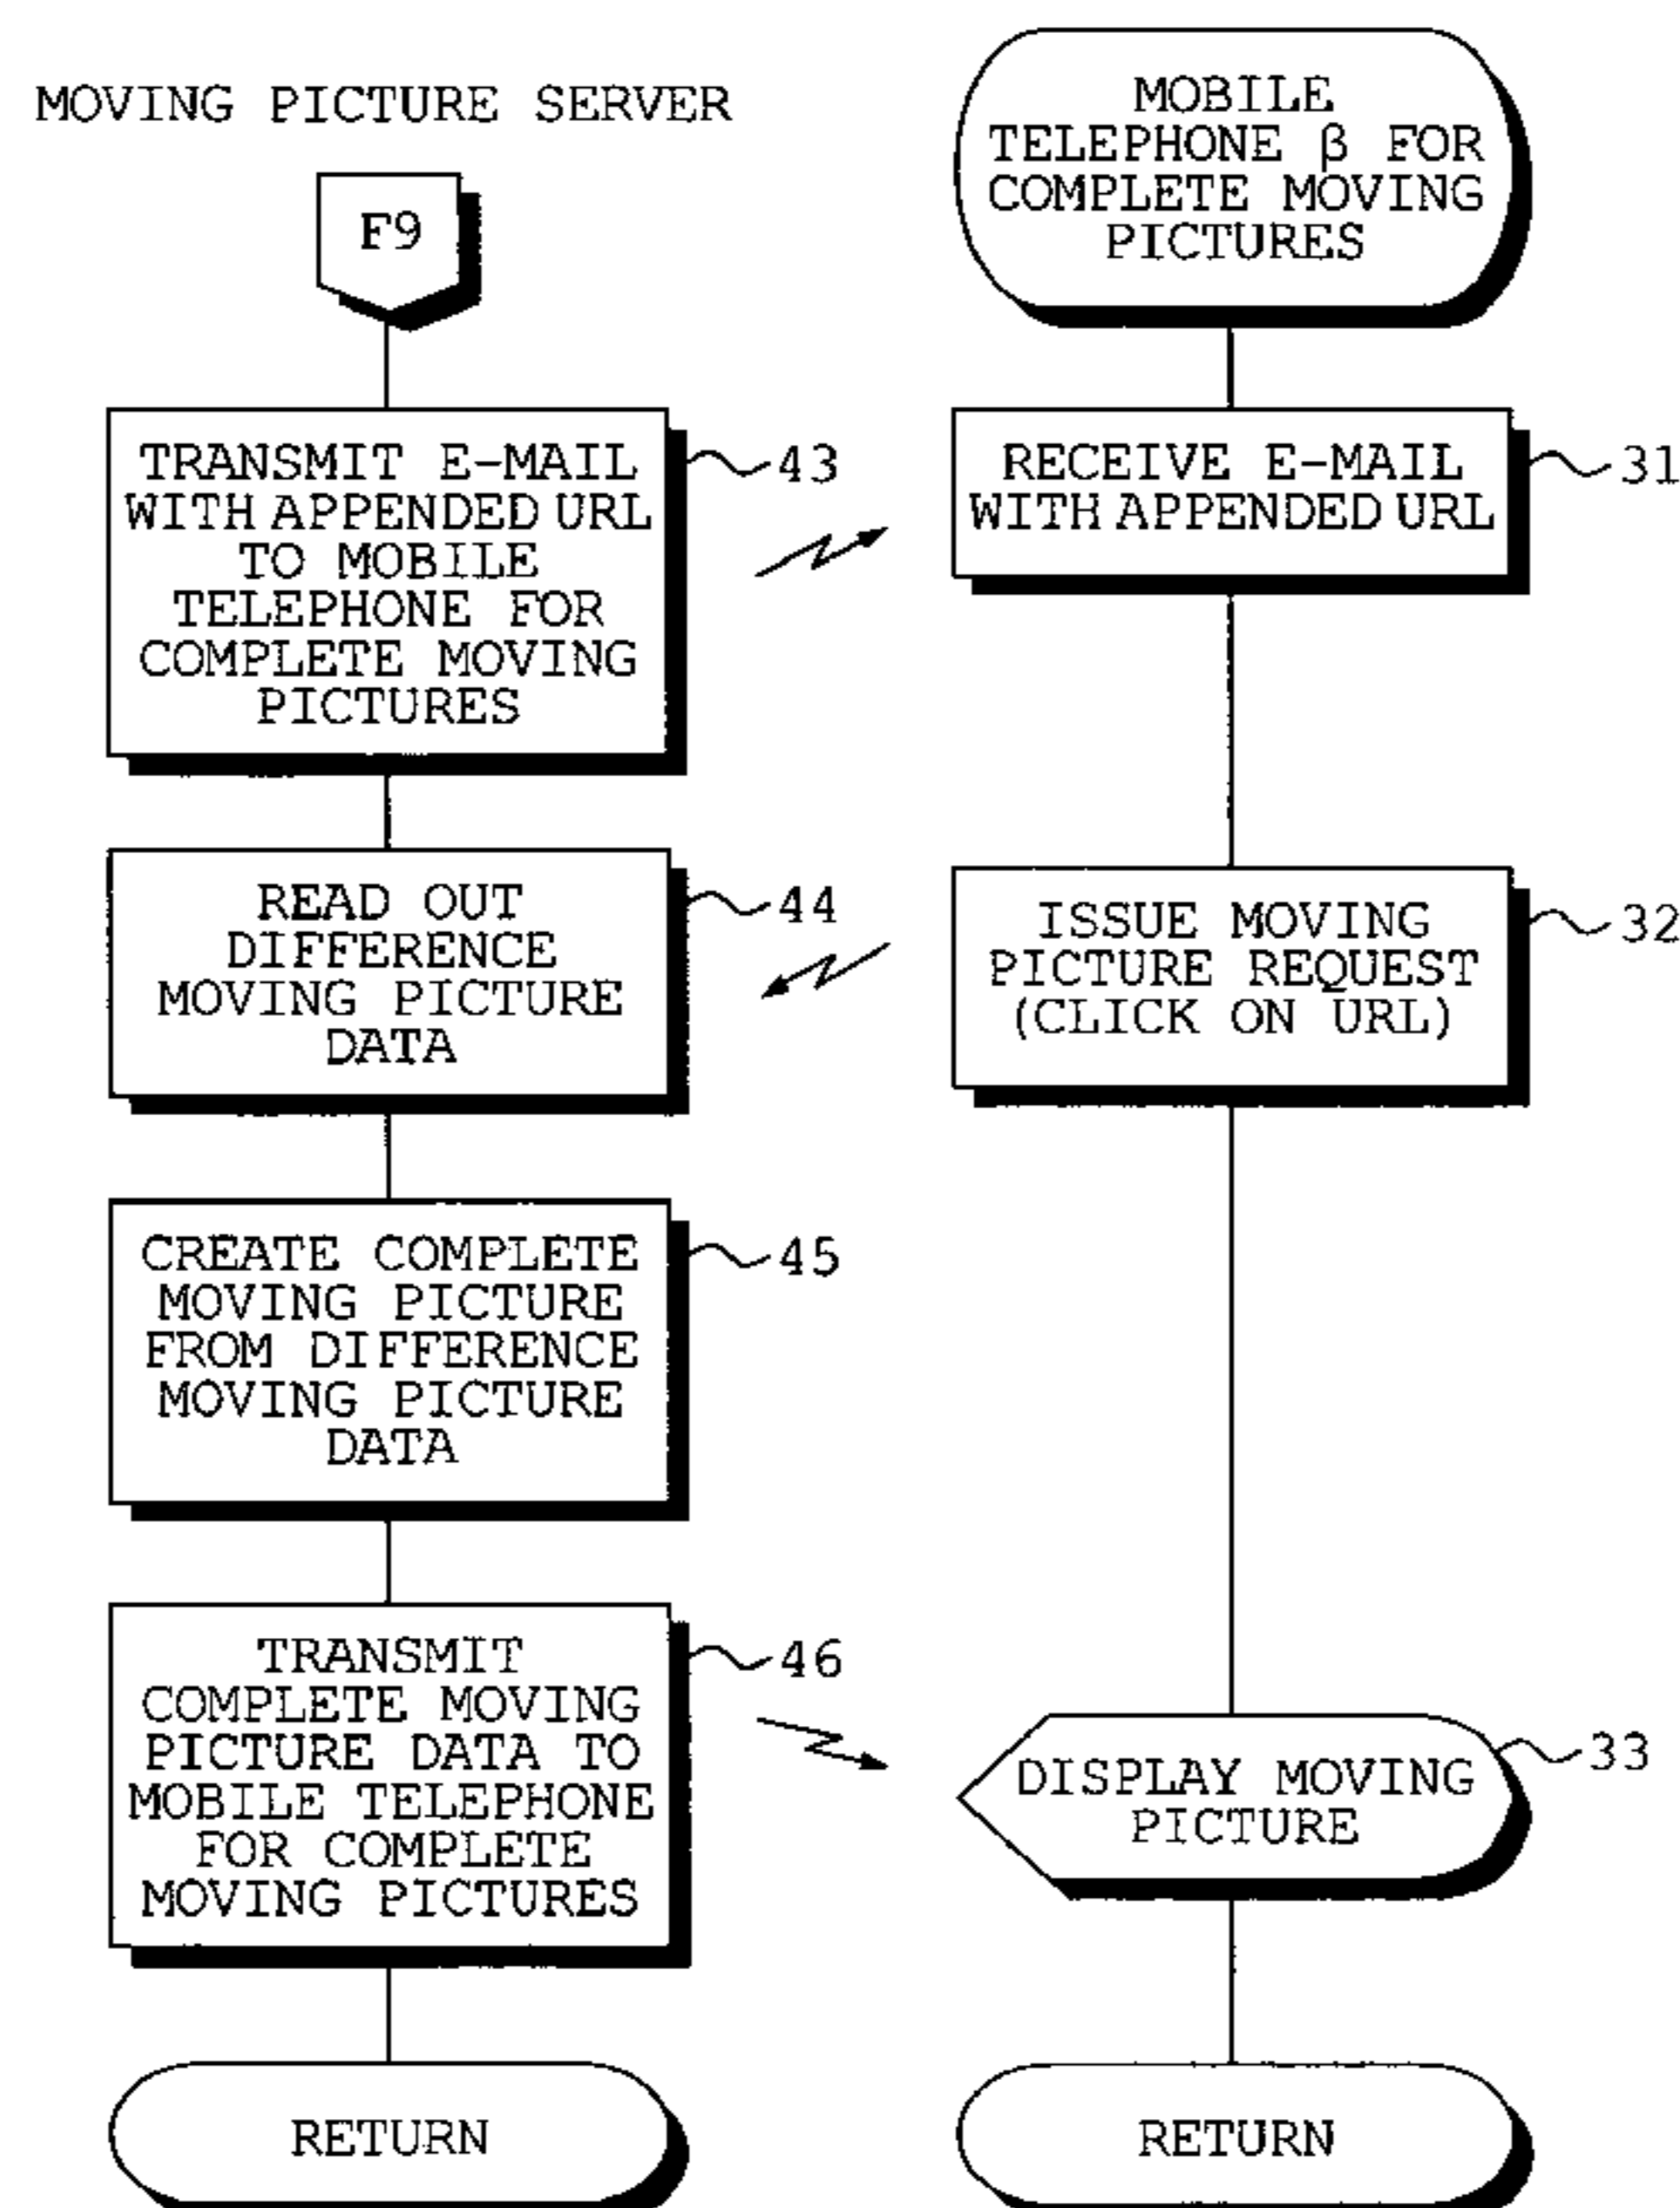 MOVING PICTURE SERVER
F9
TRANSMIT E-MAIL
WITH APPENDED URL
TO MOBILE
TELEPHONE FOR
COMPLETE MOVING
PICTURES
43
READ OUT
DIFFERENCE
MOVING PICTURE
DATA
44
CREATE COMPLETE
MOVING PICTURE
FROM DIFFERENCE
MOVING PICTURE
DATA
45
TRANSMIT
COMPLETE MOVING
PICTURE DATA TO
MOBILE TELEPHONE
FOR COMPLETE
MOVING PICTURES
46
RETURN
MOBILE
TELEPHONE β FOR
COMPLETE MOVING
PICTURES
RECEIVE E-MAIL
WITH APPENDED URL
31
ISSUE MOVING
PICTURE REQUEST
(CLICK ON URL)
32
DISPLAY MOVING
PICTURE
33
RETURN